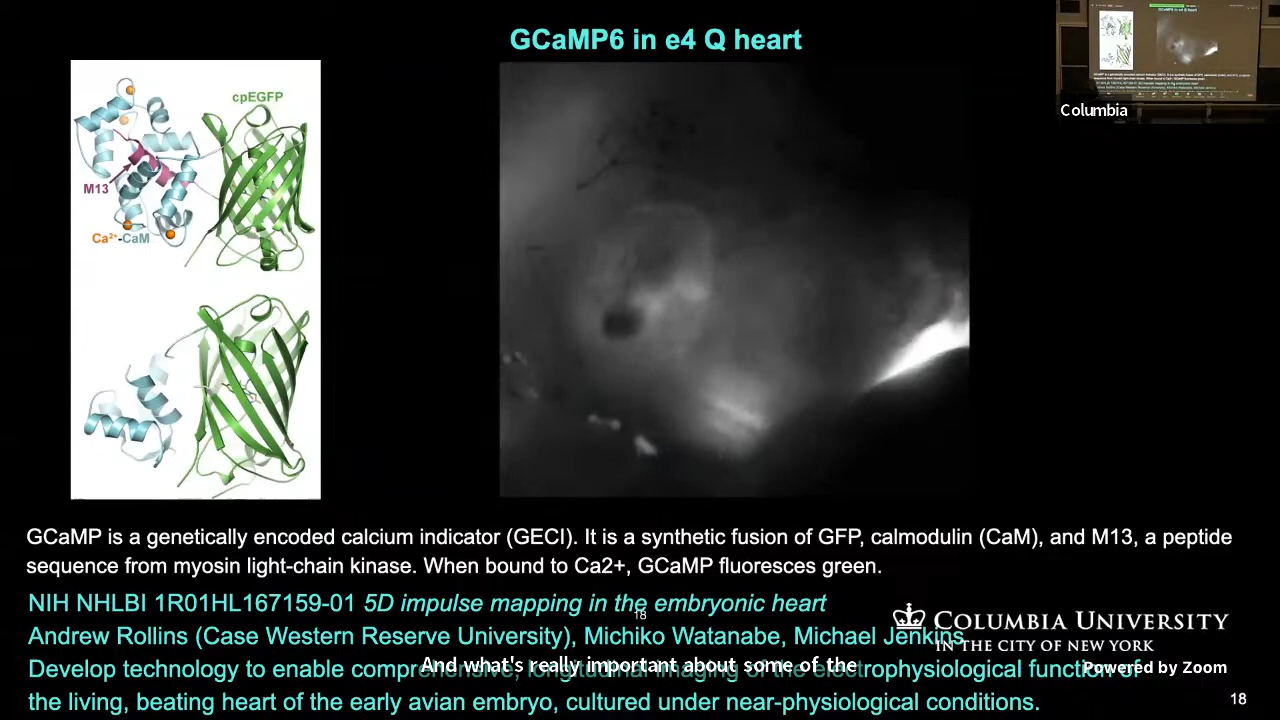 GCaMP6 in e4 Q heart
cpEGFP
M13
Ca²⁺-CaM
Columbia
GCaMP is a genetically encoded calcium indicator (GECI). It is a synthetic fusion of GFP, calmodulin (CaM), and M13, a peptide
sequence from myosin light-chain kinase. When bound to Ca2+, GCaMP fluoresces green.
NIH NHLBI 1R01HL167159-01 5D impulse mapping in the embryonic heart
18
Andrew Rollins (Case Western Reserve University), Michiko Watanabe, Michael Jenkins
COLUMBIA UNIVERSITY
IN THE CITY OF NEW YORK
Develop technology to enable comprehensive, longitudinal imaging of the electrophysiological function of
And what's really important about some of the
Powered by Zoom
the living, beating heart of the early avian embryo, cultured under near-physiological conditions.
18